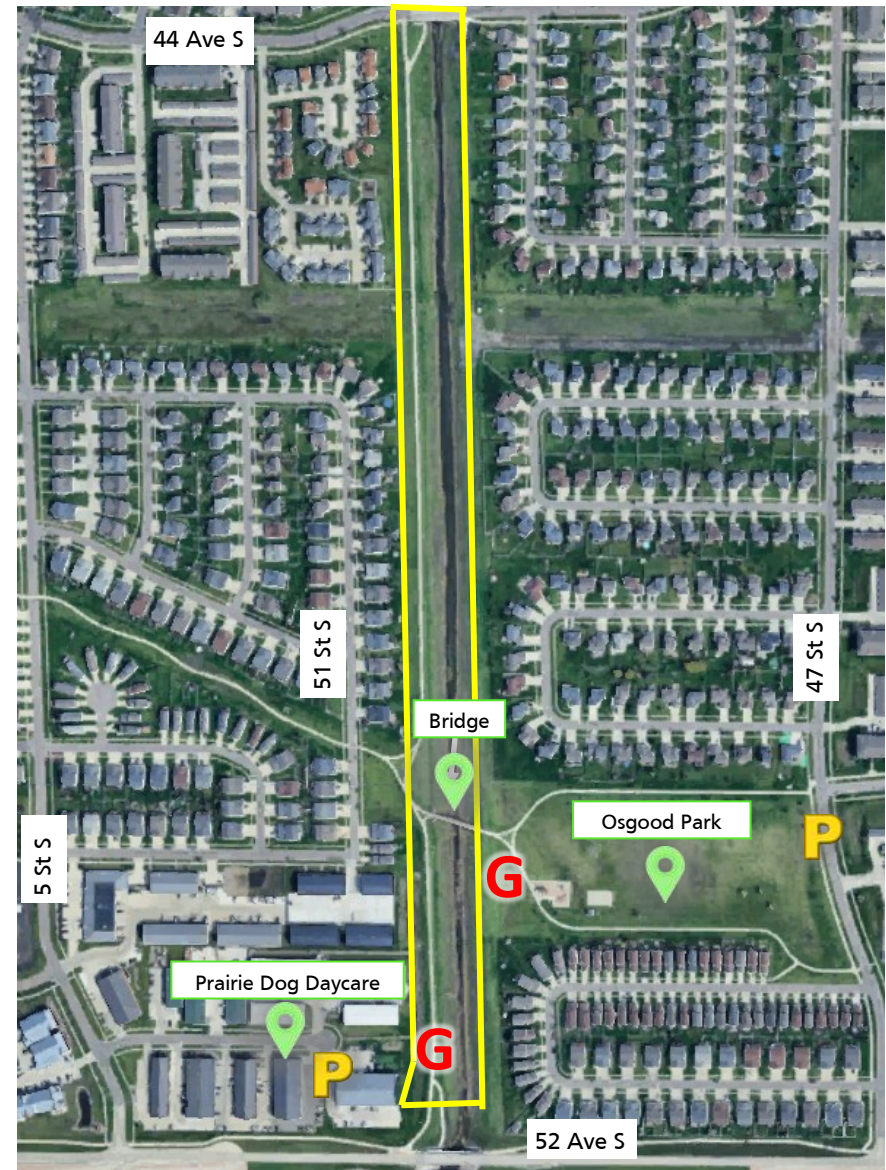 44 Ave S
51 St S
47 St S
Bridge
Osgood Park
P
5 St S
G
Prairie Dog Daycare
G
P
52 Ave S